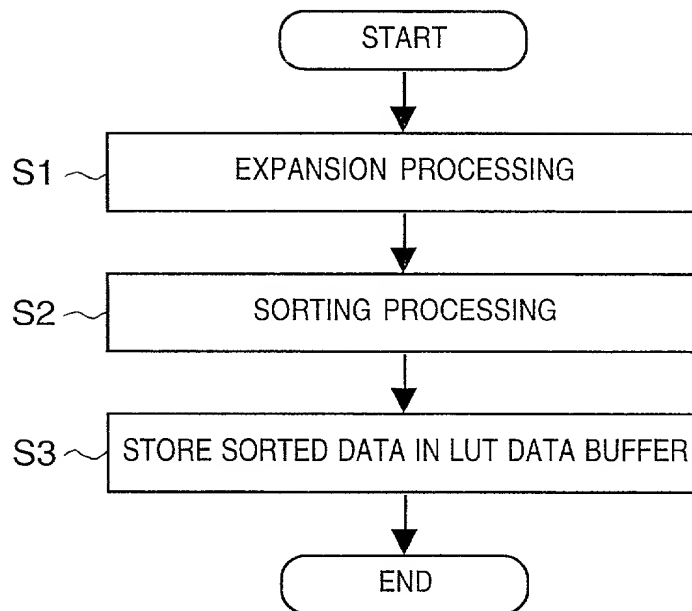 START
S1 EXPANSION PROCESSING
S2 SORTING PROCESSING
S3 STORE SORTED DATA IN LUT DATA BUFFER
END